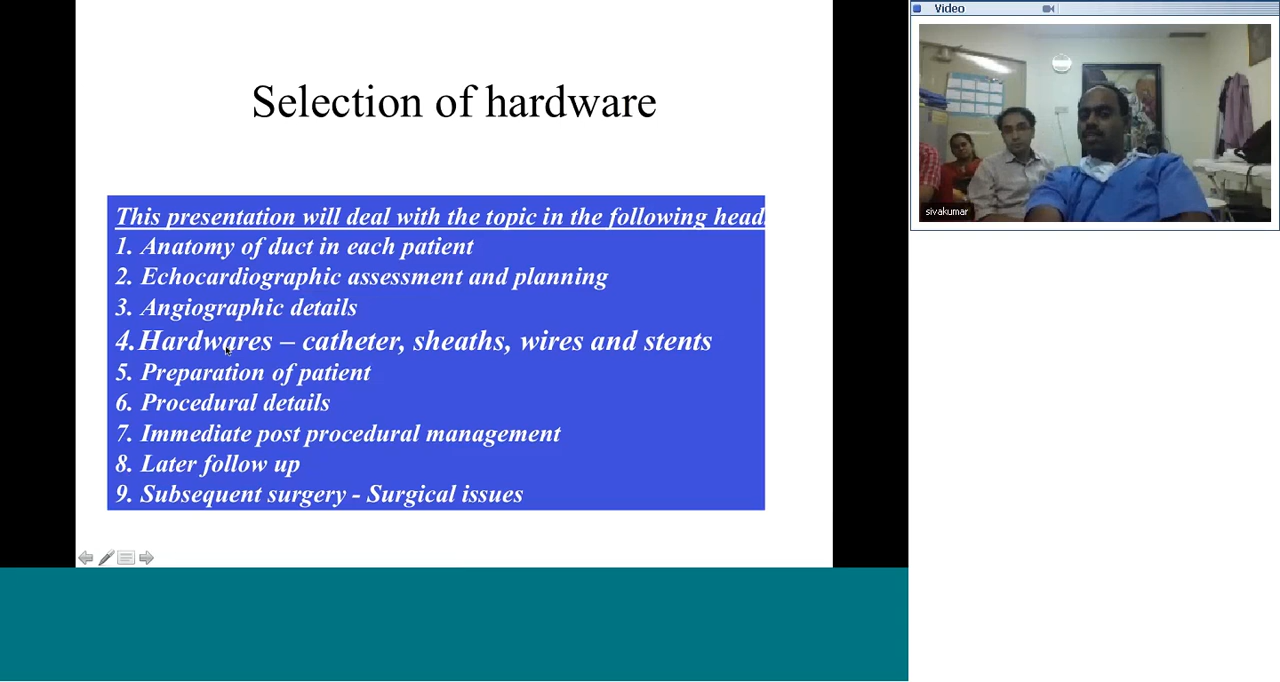 Video
Selection of hardware
sivakumar
This presentation will deal with the topic in the following head
1. Anatomy of duct in each patient
2. Echocardiographic assessment and planning
3. Angiographic details
4.Hardwares – catheter, sheaths, wires and stents
5. Preparation of patient
6. Procedural details
7. Immediate post procedural management
8. Later follow up
9. Subsequent surgery - Surgical issues